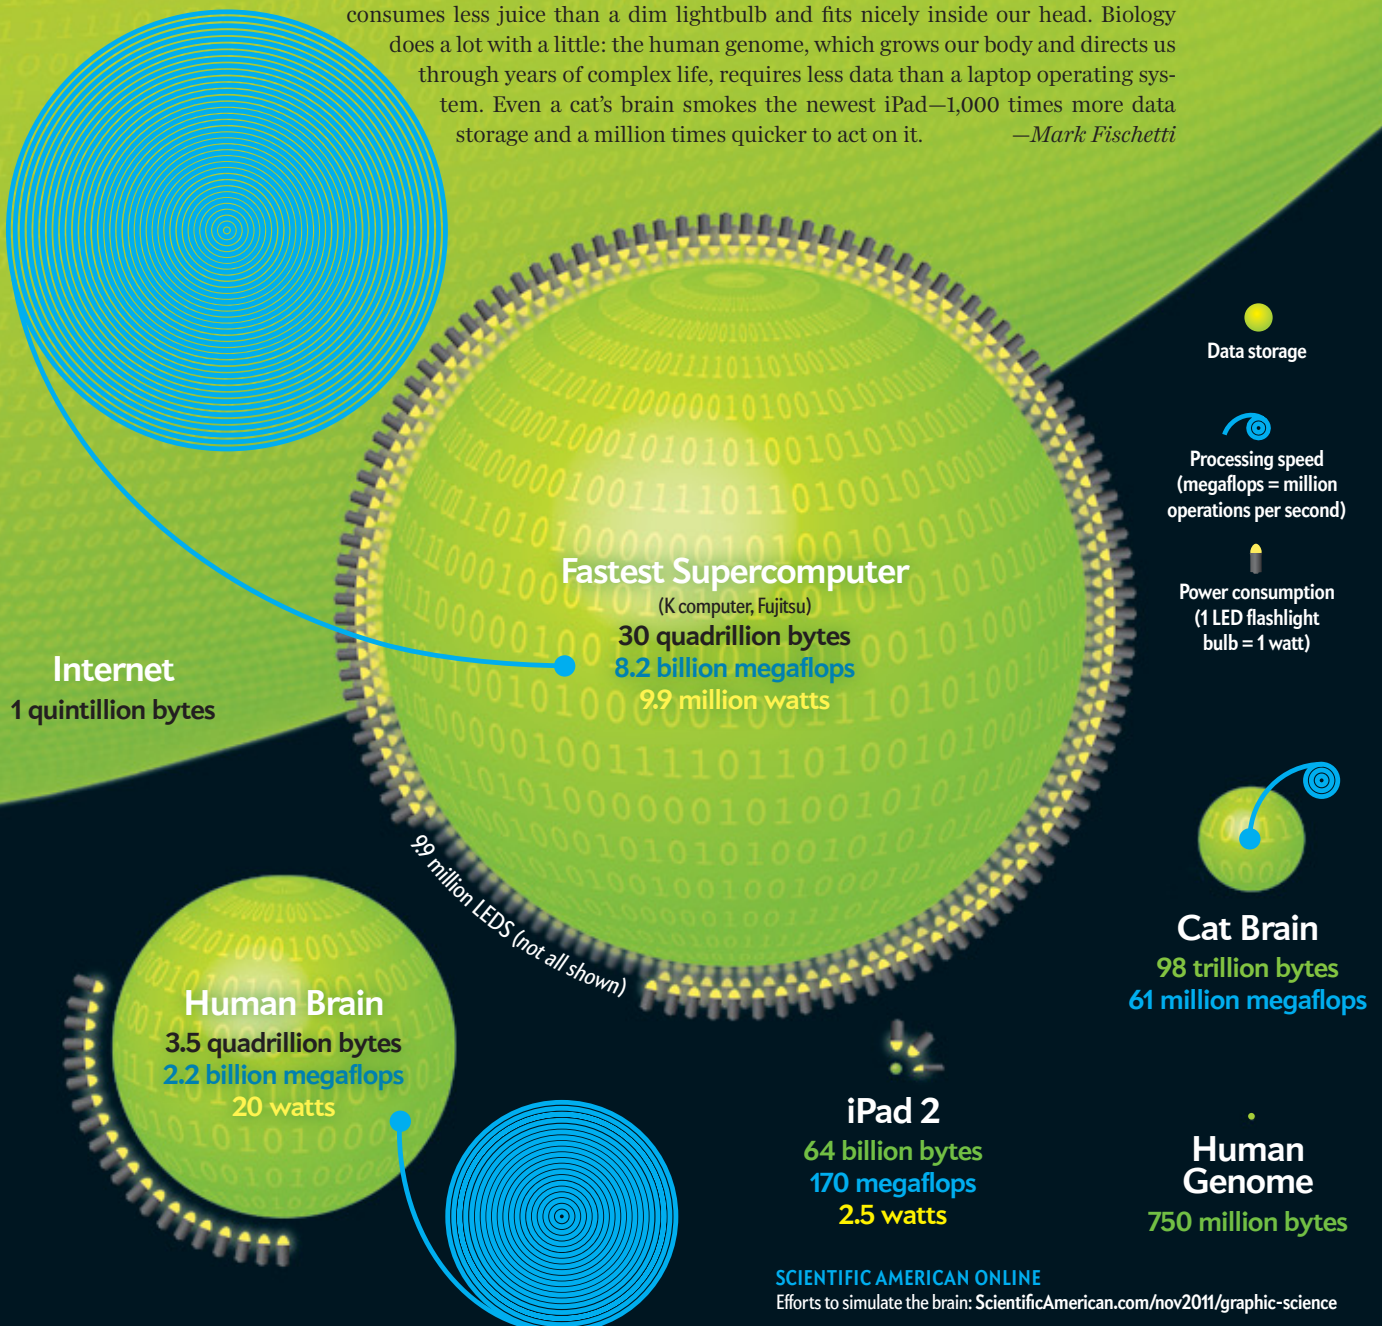 consumes less juice than a dim lightbulb and fits nicely inside our head. Biology
does a lot with a little: the human genome, which grows our body and directs us
through years of complex life, requires less data than a laptop operating sys-
tem. Even a cat's brain smokes the newest iPad—1,000 times more data
storage and a million times quicker to act on it. —Mark Fischetti
Data storage
Processing speed
(megaflops = million
operations per second)
Power consumption
(1 LED flashlight
bulb = 1 watt)
Fastest Supercomputer
(K computer, Fujitsu)
30 quadrillion bytes
8.2 billion megaflops
9.9 million watts
Internet
1 quintillion bytes
9.9 million LEDS (not all shown)
Cat Brain
98 trillion bytes
61 million megaflops
Human Brain
3.5 quadrillion bytes
2.2 billion megaflops
20 watts
iPad 2
64 billion bytes
170 megaflops
2.5 watts
Human
Genome
750 million bytes
SCIENTIFIC AMERICAN ONLINE
Efforts to simulate the brain: ScientificAmerican.com/nov2011/graphic-science